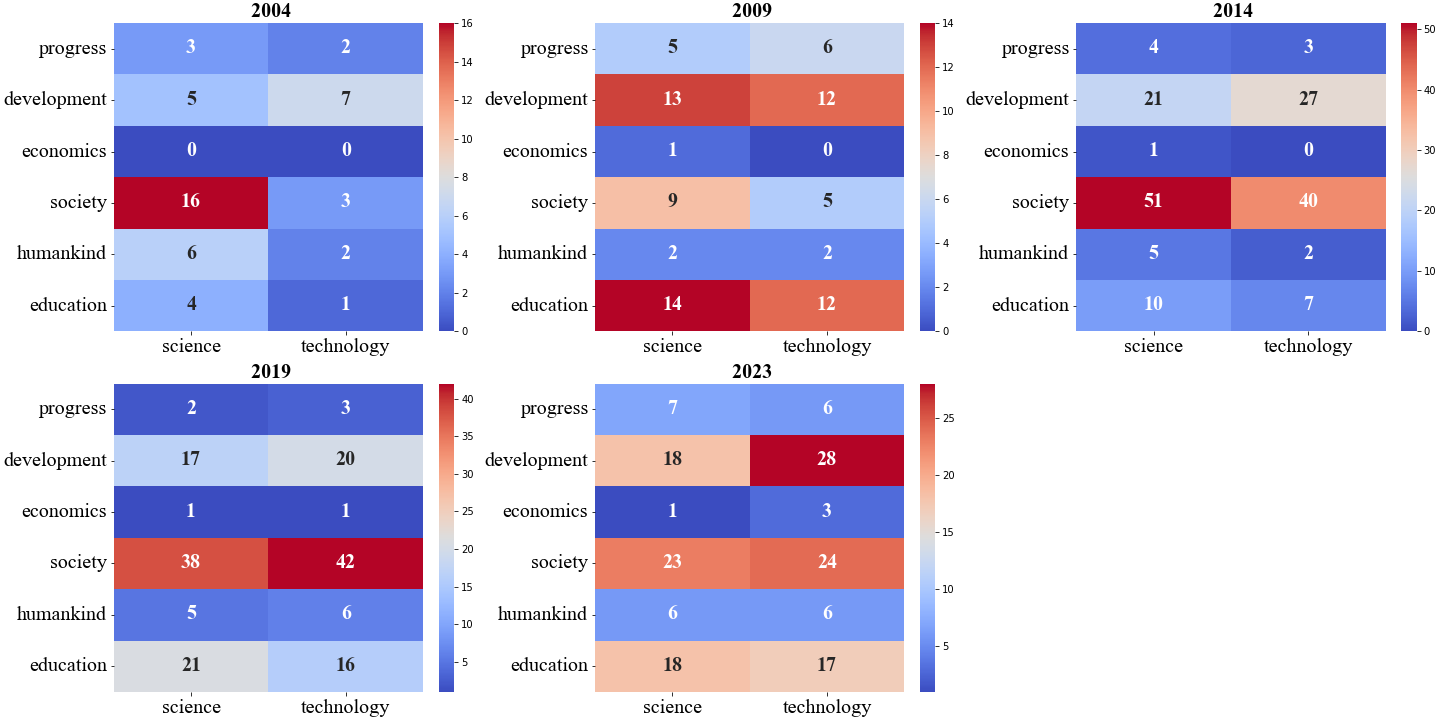 2004
progress 3 2
development 5 7
economics 0 0
society 16 3
humankind 6 2
education 4 1
science technology
16
14
12
10
8
6
4
2
0
2009
progress 5 6
development 13 12
economics 1 0
society 9 5
humankind 2 2
education 14 12
science technology
14
12
10
8
6
4
2
0
2014
progress 4 3
development 21 27
economics 1 0
society 51 40
humankind 5 2
education 10 7
science technology
50
40
30
20
10
0
2019
progress 2 3
development 17 20
economics 1 1
society 38 42
humankind 5 6
education 21 16
science technology
40
35
30
25
20
15
10
5
2023
progress 7 6
development 18 28
economics 1 3
society 23 24
humankind 6 6
education 18 17
science technology
25
20
15
10
5